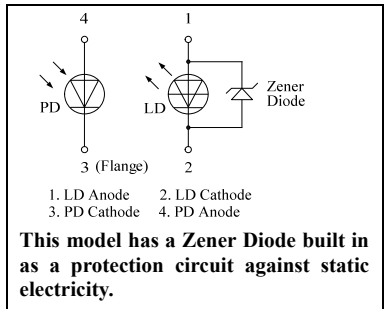 4 1
PD LD Zener
Diode
3 (Flange) 2
1. LD Anode 2. LD Cathode
3. PD Cathode 4. PD Anode
This model has a Zener Diode built in
as a protection circuit against static
electricity.